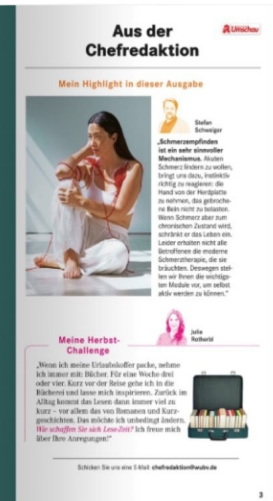 Aus der
Chefredaktion
Umschau
Mein Highlight in dieser Ausgabe
Stefan
Schweiger
„Schmerzempfinden
ist ein sehr sinnvoller
Mechanismus. Akuten
Schmerz lindern zu wollen,
bringt uns dazu, instinktiv
richtig zu reagieren: die
Hand von der Herdplatte
zu nehmen, das gebroche-
ne Bein nicht zu belasten.
Wenn Schmerz aber zum
chronischen Zustand wird,
schränkt er das Leben ein.
Leider erhalten nicht alle
Betroffenen die moderne
Schmerztherapie, die sie
bräuchten. Deswegen stel-
len wir Ihnen die wichtigs-
ten Module vor, um selbst
aktiv werden zu können.“
Julia
Rotherbl
Meine Herbst-
Challenge
„Wenn ich meine Urlaubskoffer packe, nehme
ich immer mit: Bücher. Für eine Woche drei
oder vier. Kurz vor der Reise gehe ich in die
Bücherei und lasse mich inspirieren. Zurück im
Alltag kommt das Lesen dann immer viel zu
kurz – vor allem das von Romanen und Kurz-
geschichten. Das möchte ich unbedingt ändern.
Wie schaffen Sie sich Lese-Zeit? Ich freue mich
über Ihre Anregungen!“
Schicken Sie uns eine E-Mail: chefredaktion@wubv.de
3